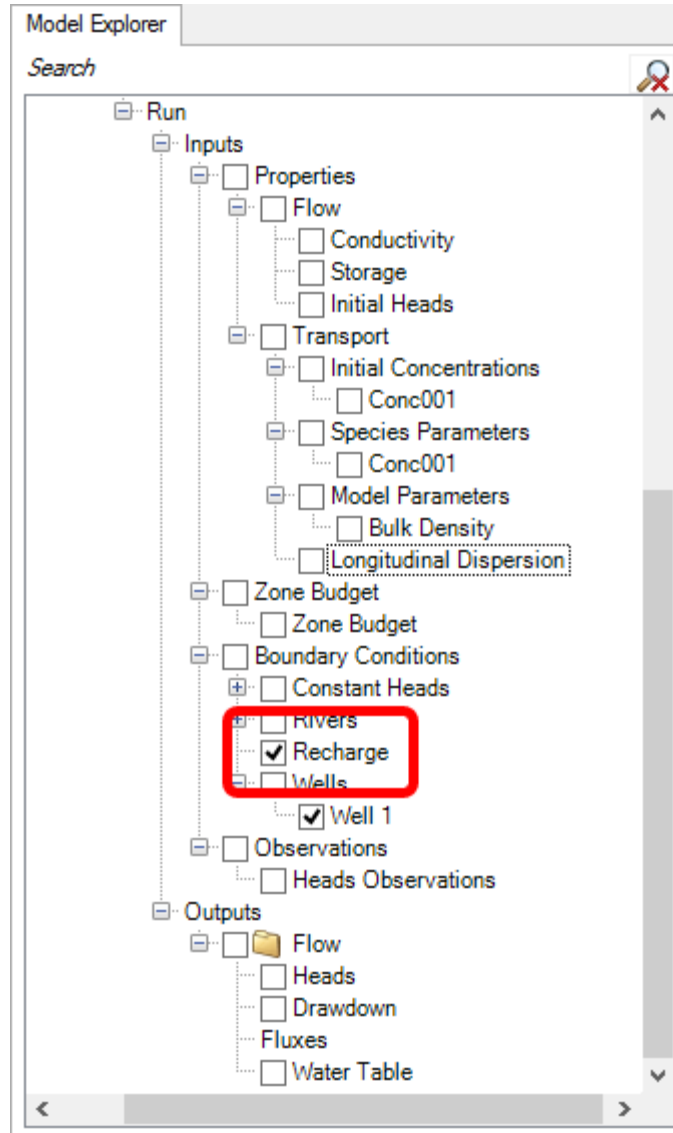 Model Explorer
Search
Run
Inputs
Properties
Flow
Conductivity
Storage
Initial Heads
Transport
Initial Concentrations
Conc001
Species Parameters
Conc001
Model Parameters
Bulk Density
Longitudinal Dispersion
Zone Budget
Zone Budget
Boundary Conditions
Constant Heads
Rivers
Recharge
Wells
Well 1
Observations
Heads Observations
Outputs
Flow
Heads
Drawdown
Fluxes
Water Table